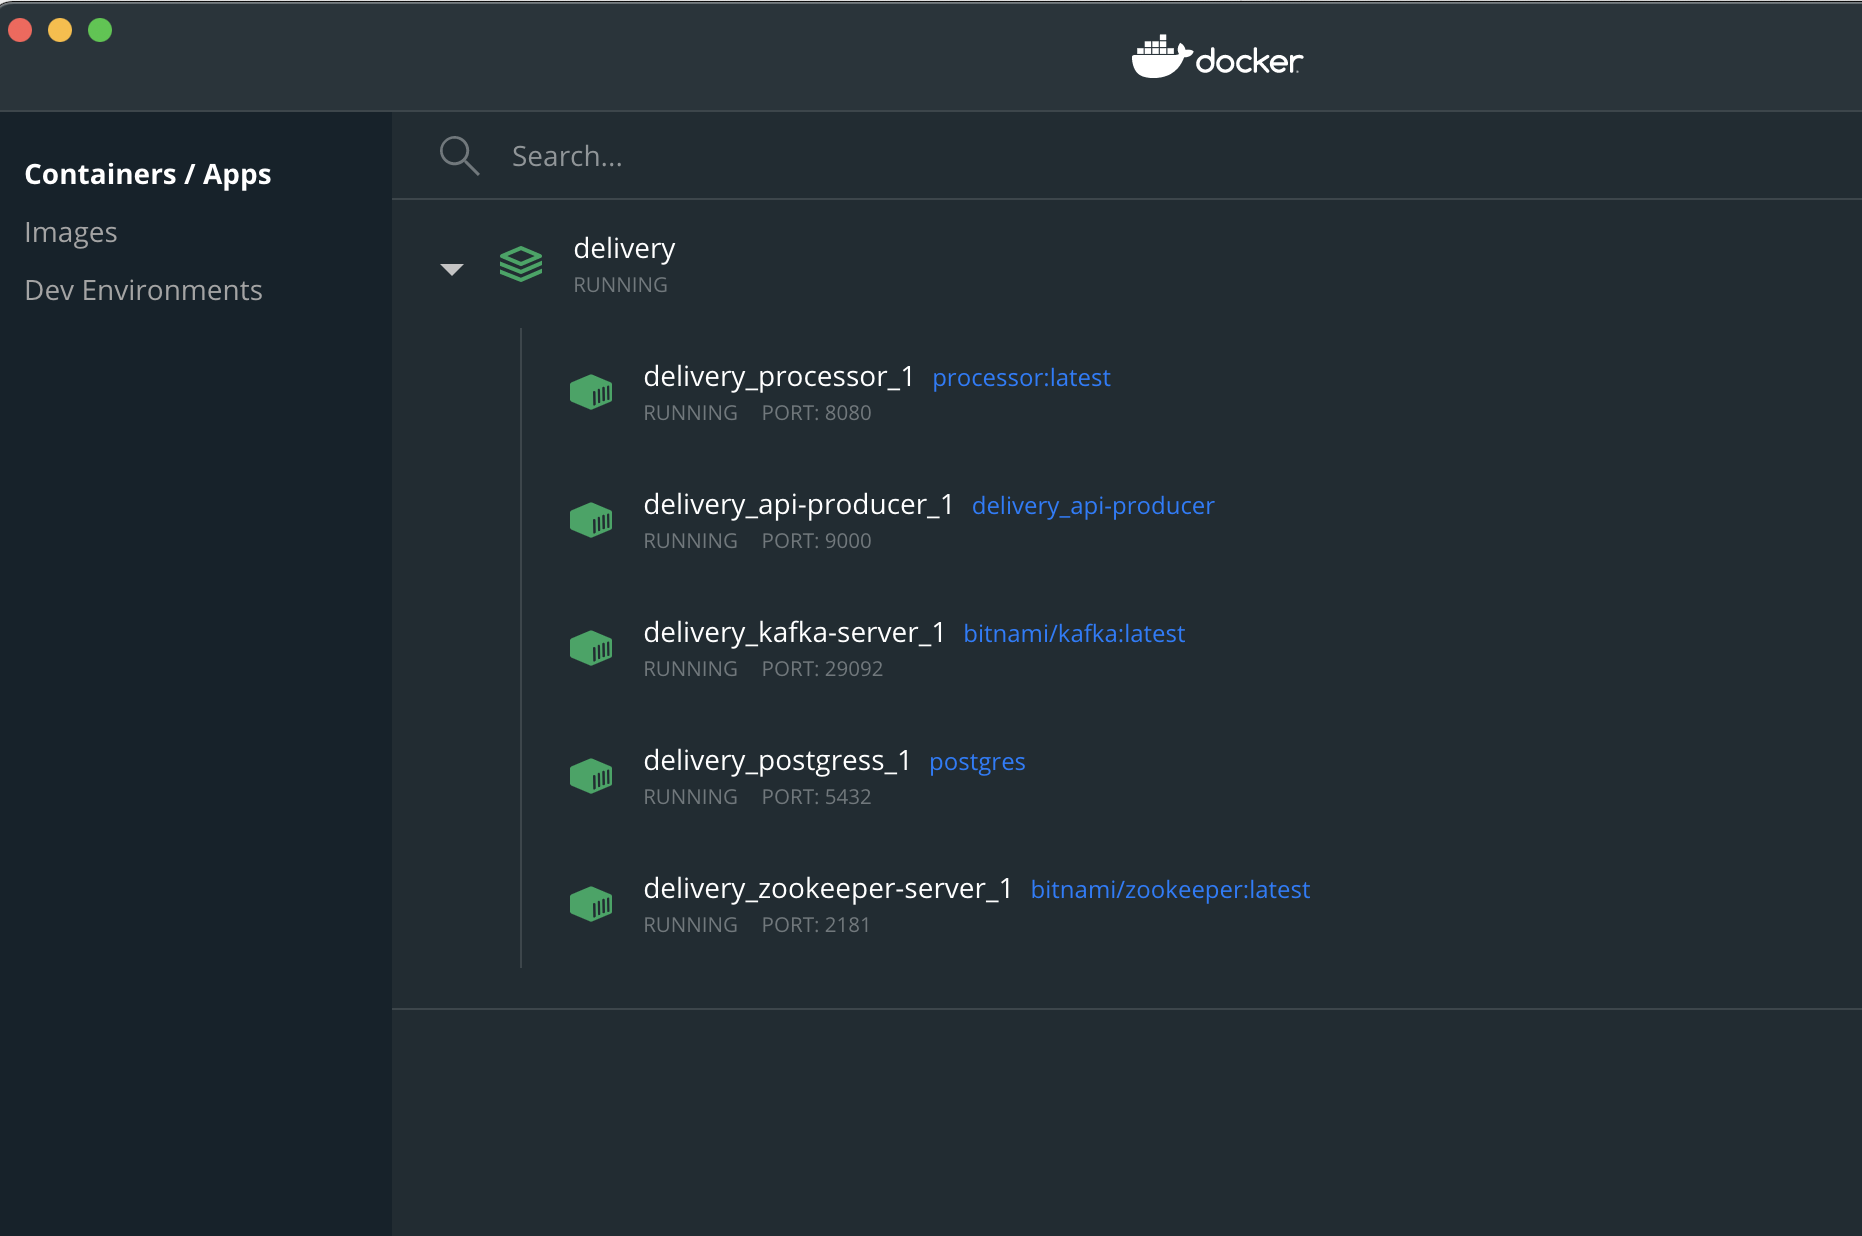 docker
Containers / Apps
Images
Dev Environments
Search...
delivery
RUNNING
delivery_processor_1 processor:latest
RUNNING PORT: 8080
delivery_api-producer_1 delivery_api-producer
RUNNING PORT: 9000
delivery_kafka-server_1 bitnami/kafka:latest
RUNNING PORT: 29092
delivery_postgress_1 postgres
RUNNING PORT: 5432
delivery_zookeeper-server_1 bitnami/zookeeper:latest
RUNNING PORT: 2181